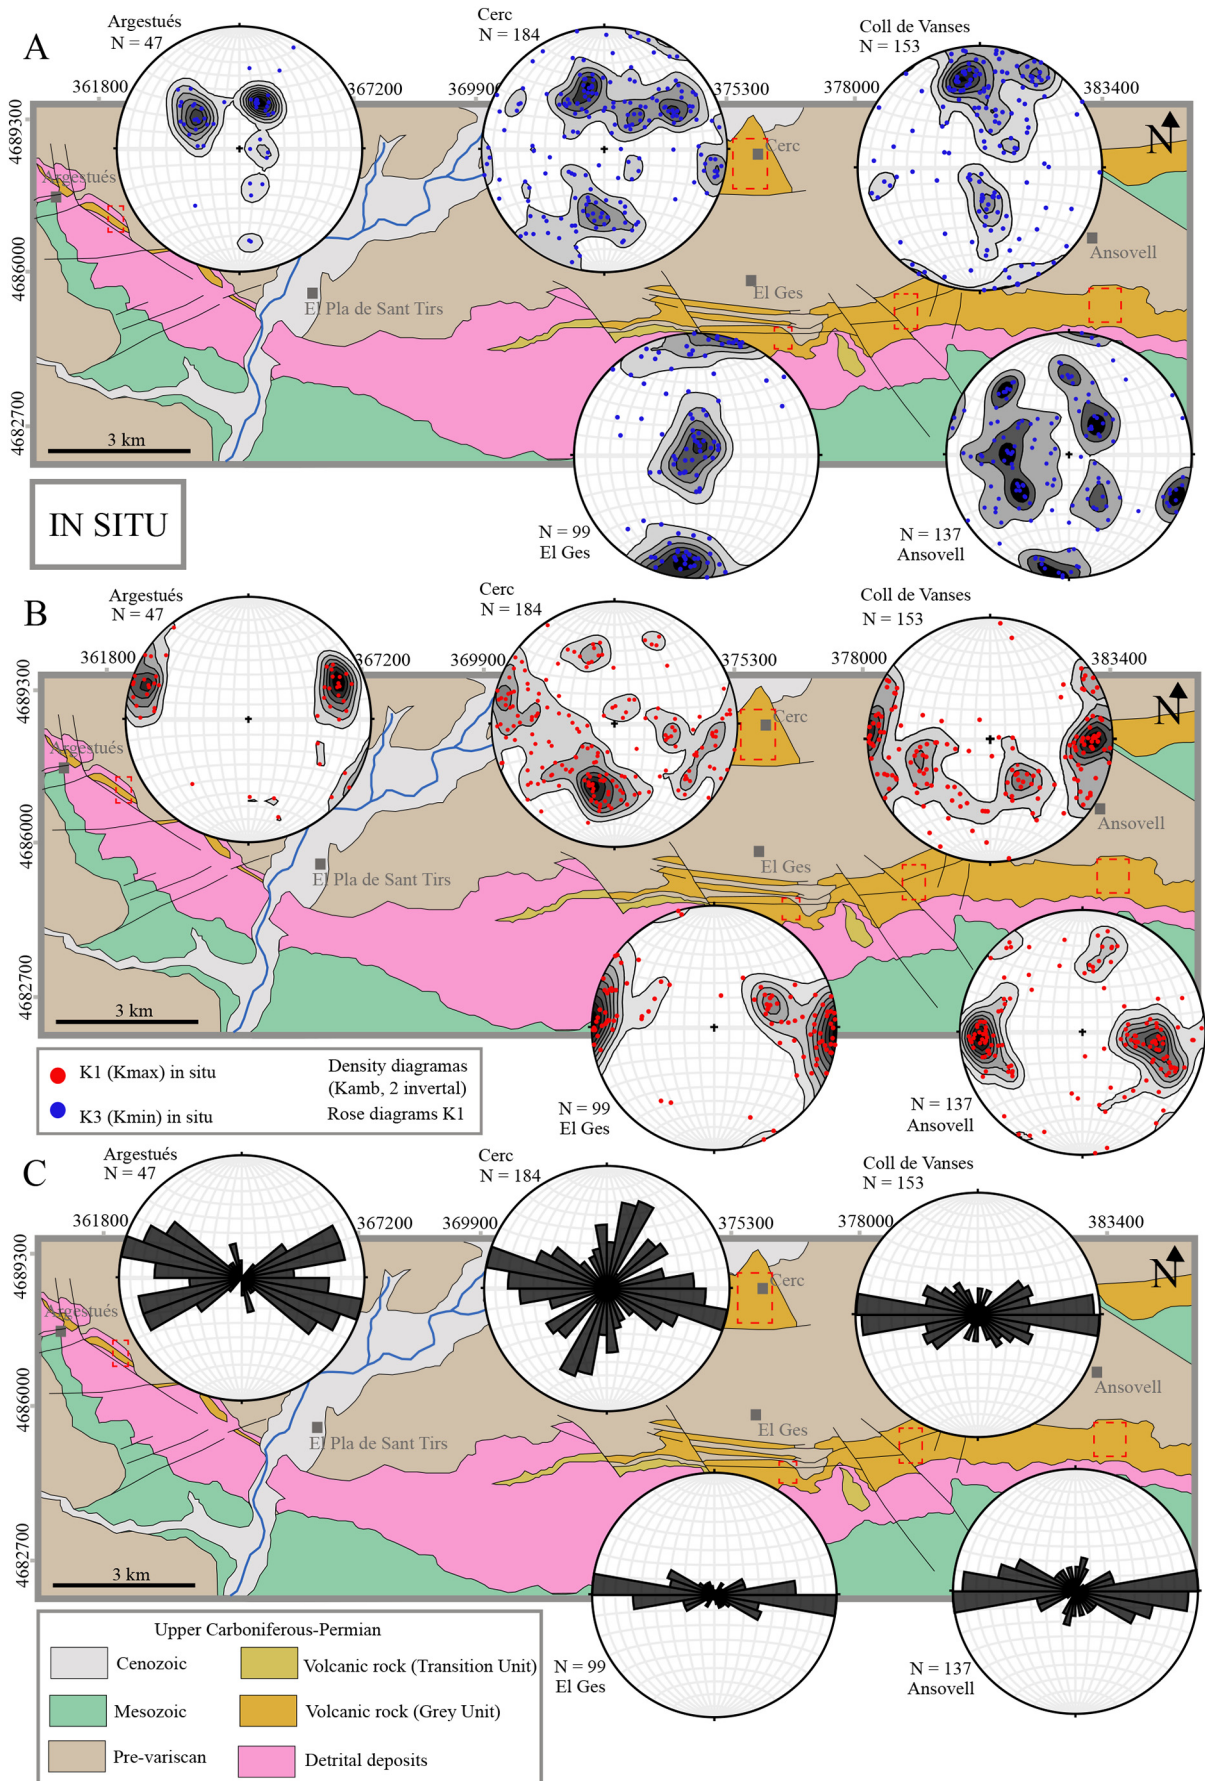 A
Argestués
N = 47
Cerc
N = 184
Coll de Vanses
N = 153
361800
367200
369900
375300
378000
383400
4689300
4686000
4682700
N
Argestués
Cerc
Ansovell
El Ges
El Pla de Sant Tirs
3 km
IN SITU
N = 99
El Ges
N = 137
Ansovell
B
Argestués
N = 47
Cerc
N = 184
Coll de Vanses
N = 153
361800
367200
369900
375300
378000
383400
4689300
4686000
4682700
N
Argestués
Cerc
Ansovell
El Ges
El Pla de Sant Tirs
3 km
K1 (Kmax) in situ
K3 (Kmin) in situ
Density diagramas
(Kamb, 2 invertal)
Rose diagrams K1
N = 99
El Ges
N = 137
Ansovell
C
Argestués
N = 47
Cerc
N = 184
Coll de Vanses
N = 153
361800
367200
369900
375300
378000
383400
4689300
4686000
4682700
N
Argestués
Cerc
Ansovell
El Ges
El Pla de Sant Tirs
3 km
N = 99
El Ges
N = 137
Ansovell
Upper Carboniferous-Permian
Cenozoic
Volcanic rock (Transition Unit)
Mesozoic
Volcanic rock (Grey Unit)
Pre-variscan
Detrital deposits